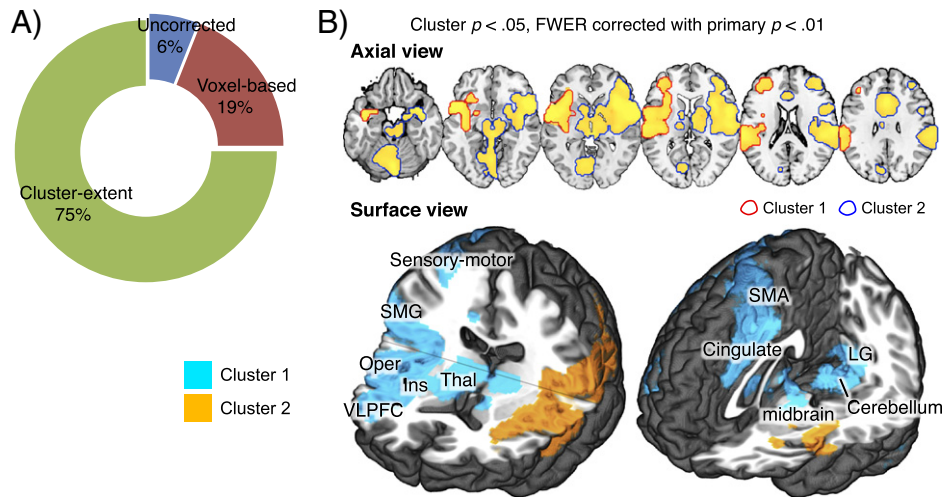 A)
Uncorrected
6%
Voxel-based
19%
Cluster-extent
75%
B)
Cluster p < .05, FWER corrected with primary p < .01
Axial view
Cluster 1
Cluster 2
Surface view
Sensory-motor
SMG
Oper
Ins
Thal
VLPFC
SMA
Cingulate
LG
midbrain
Cerebellum
Cluster 1
Cluster 2